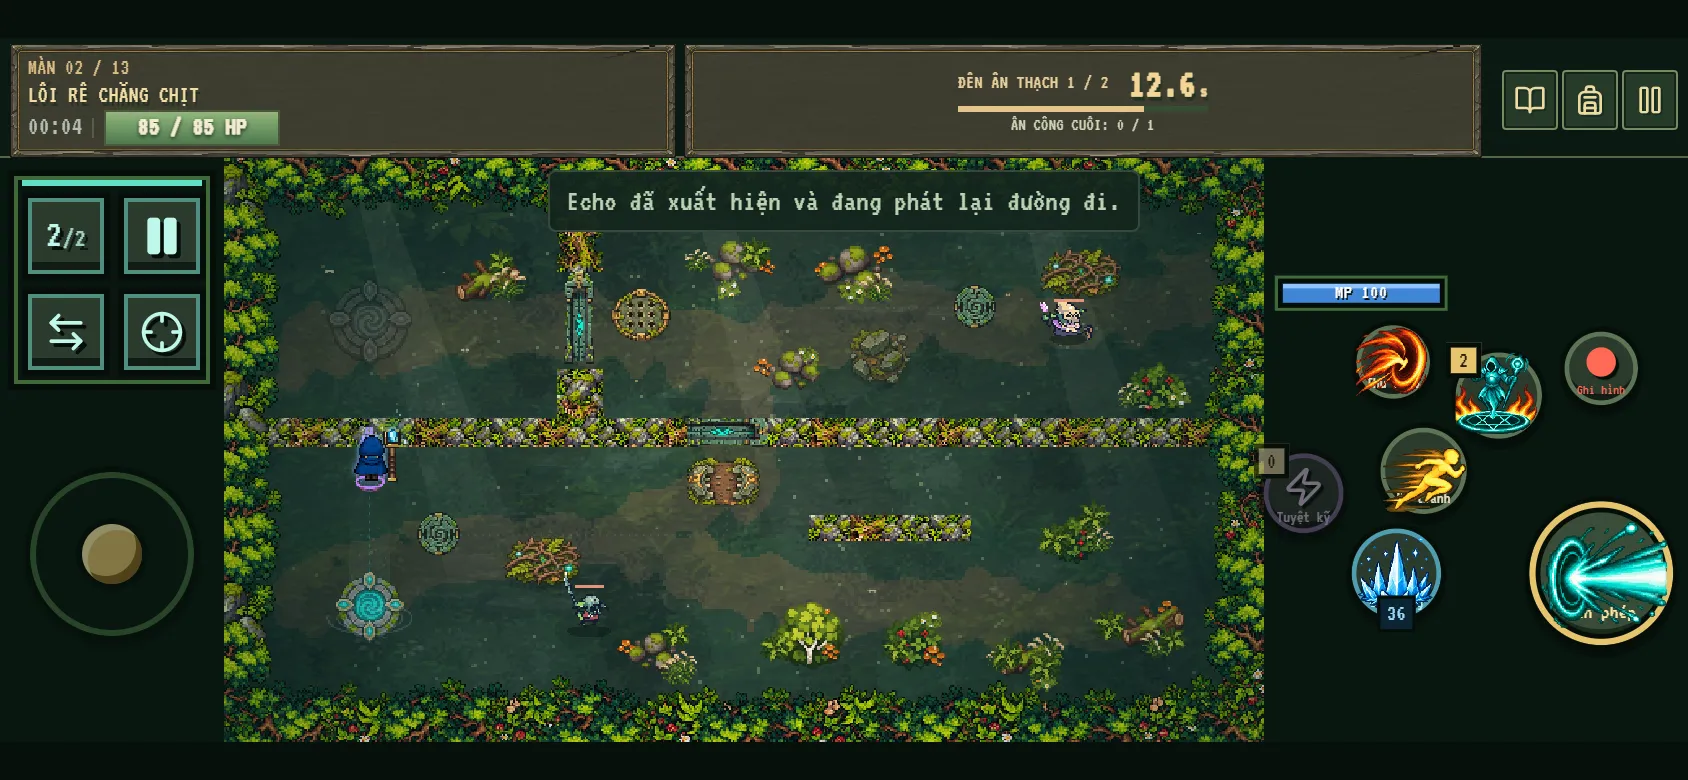 MÀN 02 / 13
LÔI RỄ CHẰNG CHỊT
00:04
85 / 85 HP
ĐẾN ẤN THẠCH 1 / 2
12.6s
ẤN CÔNG CUỐI: 0 / 1
Echo đã xuất hiện và đang phát lại đường đi.
2/2
MP 100
2
Ghi hình
0
Tuyệt kỹ
36